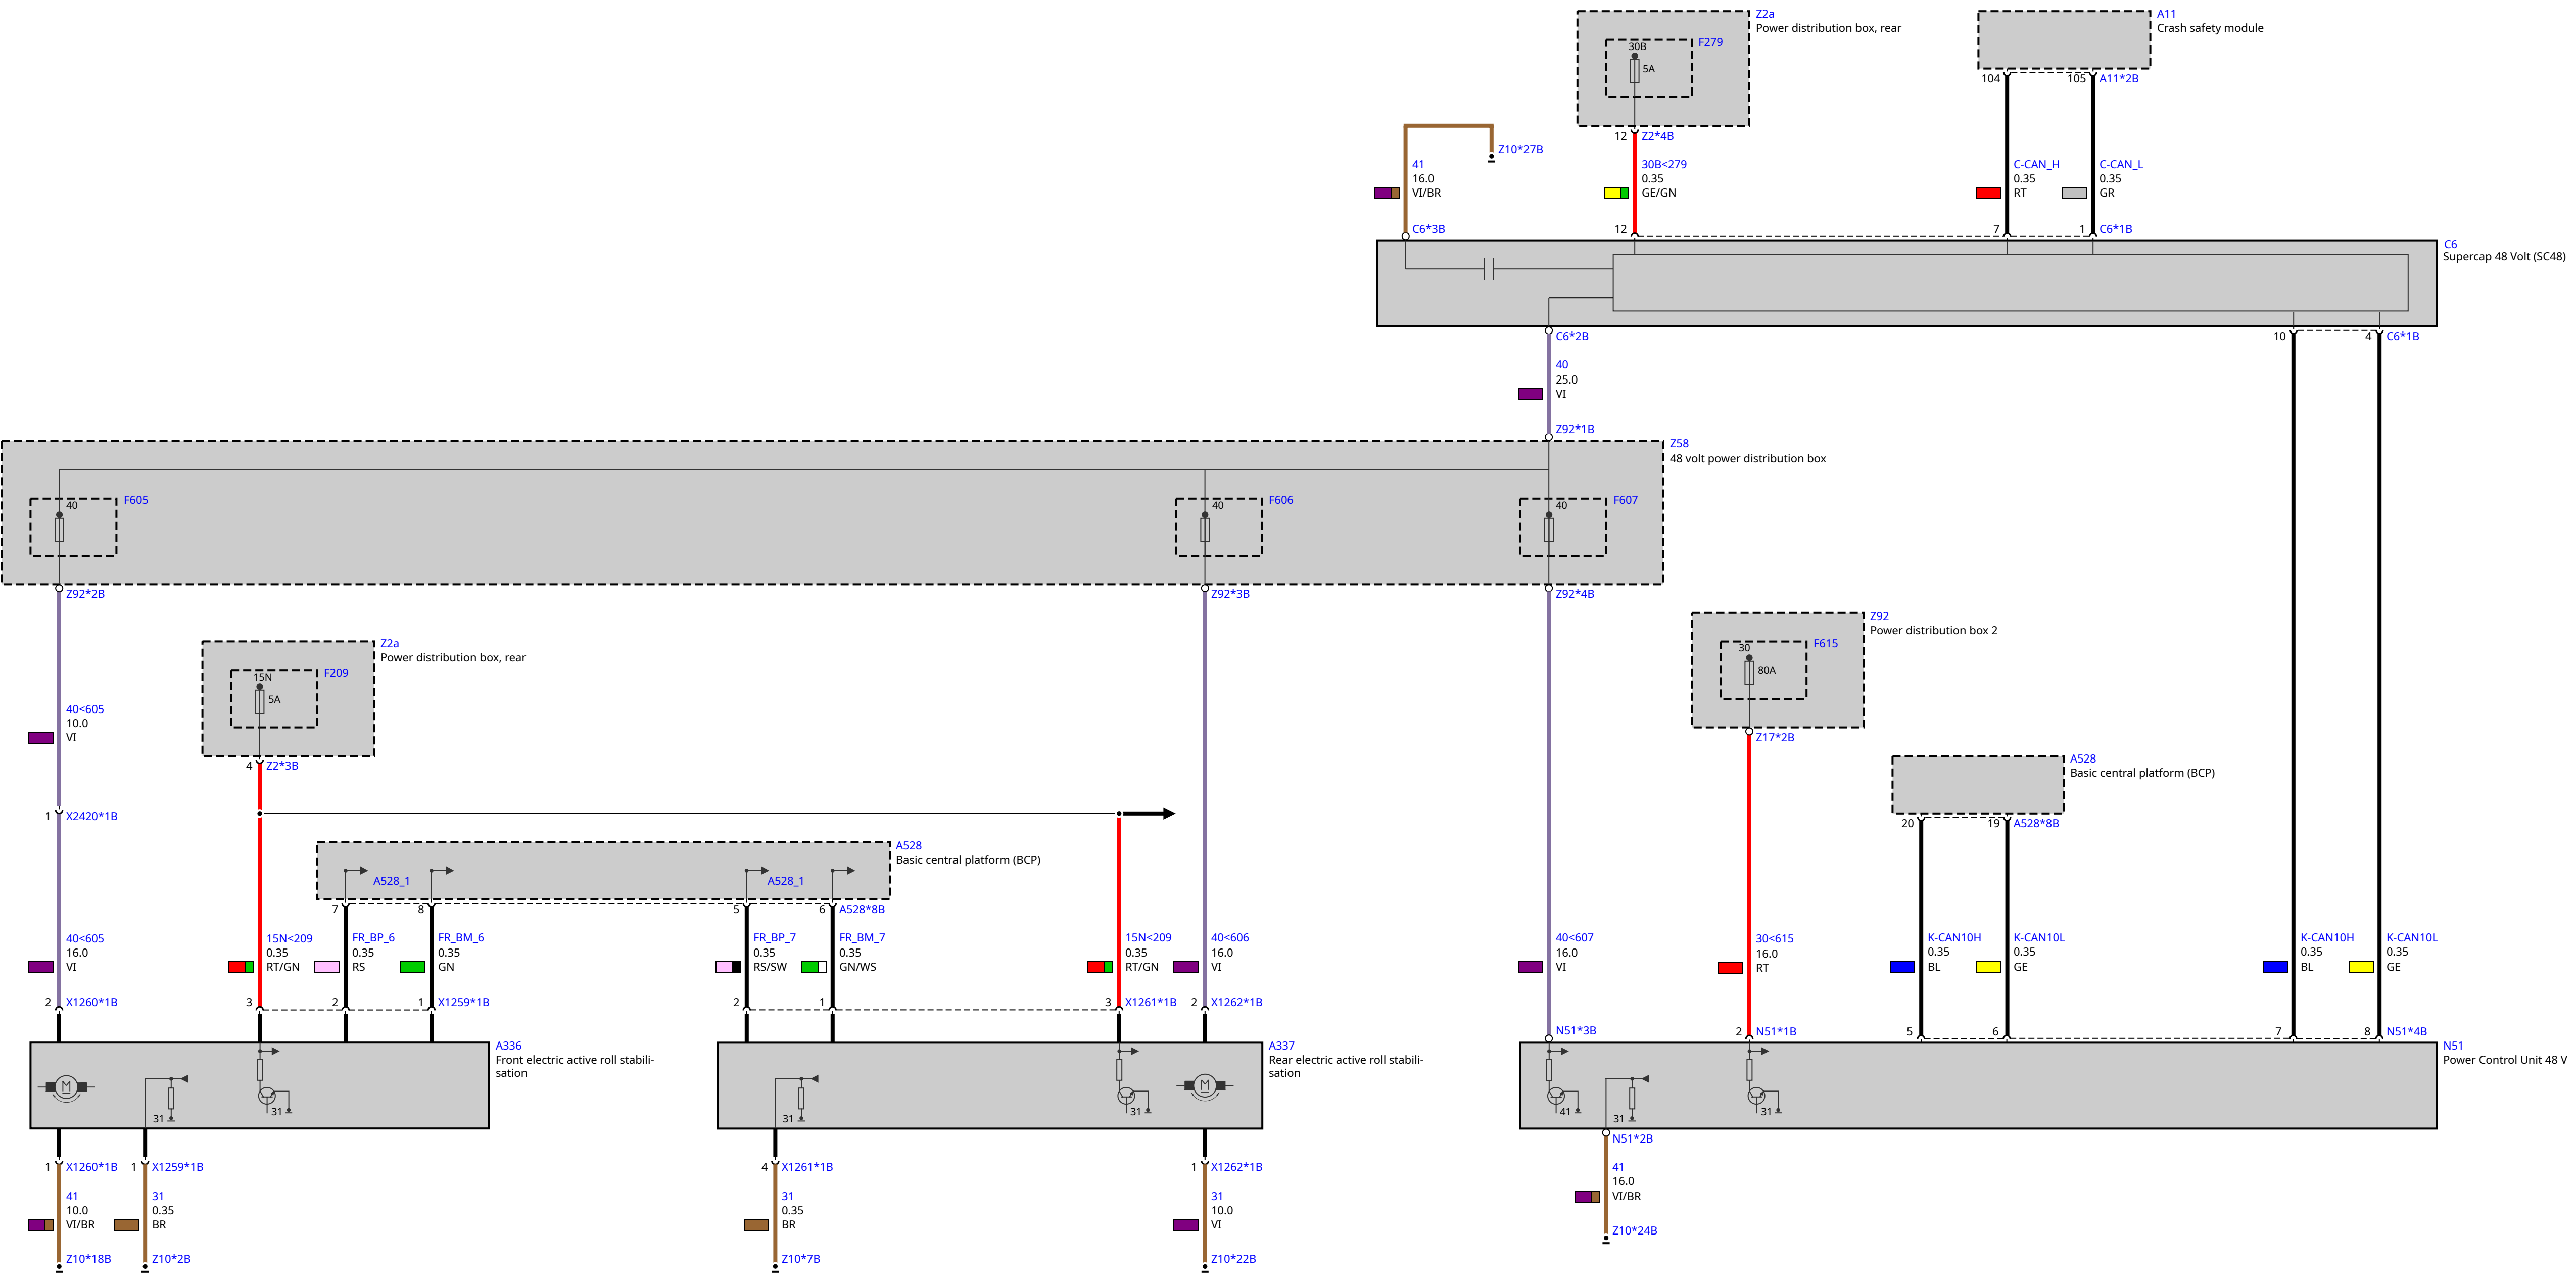 Z2a
Power distribution box, rear
F279
30B
5A
A11
Crash safety module
104
105
A11*2B
12
Z2*4B
Z10*27B
41
16.0
VI/BR
30B<279
0.35
GE/GN
C-CAN_H
0.35
RT
C-CAN_L
0.35
GR
C6*3B
12
7
1
C6*1B
C6
Supercap 48 Volt (SC48)
C6*2B
10
4
C6*1B
40
25.0
VI
Z92*1B
Z58
48 volt power distribution box
40
F605
40
F606
40
F607
Z92*2B
Z92*3B
Z92*4B
Z92
Power distribution box 2
F615
30
80A
Z2a
Power distribution box, rear
F209
15N
5A
40<605
10.0
VI
Z17*2B
4
Z2*3B
A528
Basic central platform (BCP)
1
X2420*1B
20
19
A528*8B
A528
Basic central platform (BCP)
A528_1
A528_1
7
8
5
6
A528*8B
40<605
16.0
VI
15N<209
0.35
RT/GN
FR_BP_6
0.35
RS
FR_BM_6
0.35
GN
FR_BP_7
0.35
RS/SW
FR_BM_7
0.35
GN/WS
15N<209
0.35
RT/GN
40<606
16.0
VI
40<607
16.0
VI
30<615
16.0
RT
K-CAN10H
0.35
BL
K-CAN10L
0.35
GE
K-CAN10H
0.35
BL
K-CAN10L
0.35
GE
2
X1260*1B
3
2
1
X1259*1B
2
1
3
X1261*1B
2
X1262*1B
N51*3B
2
N51*1B
5
6
7
8
N51*4B
A336
Front electric active roll stabili-
sation
M
31
31
A337
Rear electric active roll stabili-
sation
31
31
M
N51
Power Control Unit 48 V
41
31
31
N51*2B
1
X1260*1B
1
X1259*1B
4
X1261*1B
1
X1262*1B
41
16.0
VI/BR
41
10.0
VI/BR
31
0.35
BR
31
0.35
BR
31
10.0
VI
Z10*24B
Z10*18B
Z10*2B
Z10*7B
Z10*22B